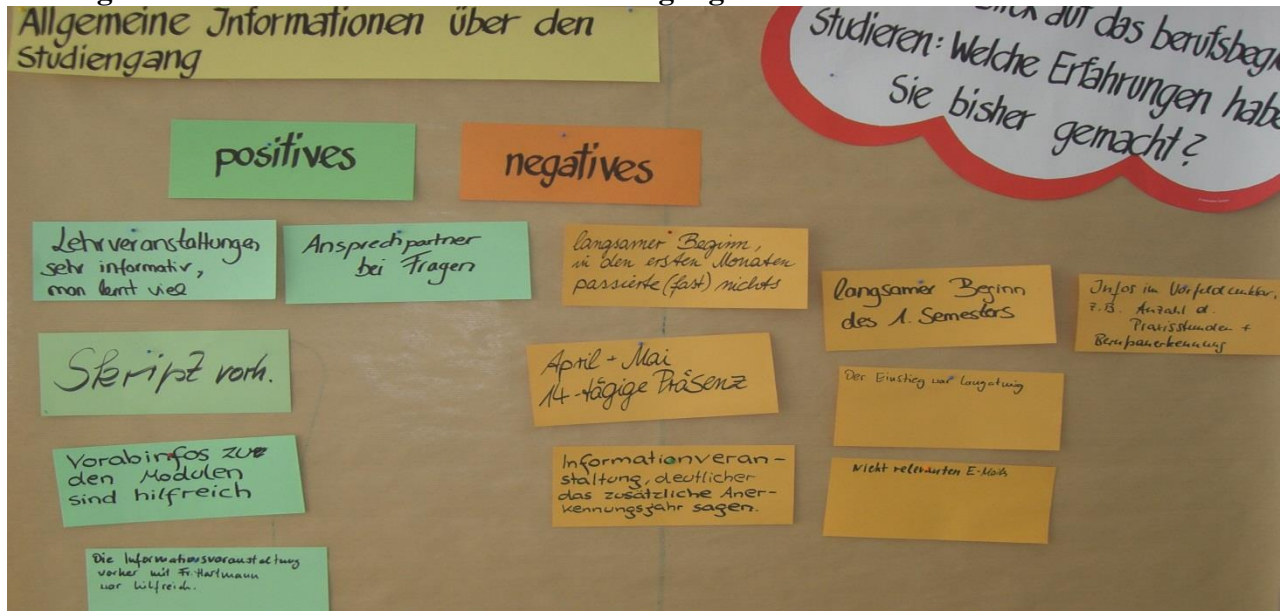 Allgemeine Informationen über den
Studiengang
auf das berufsbegl
Studieren: Welche Erfahrungen habe
Sie bisher gemacht?
positives
negatives
Lehrveranstaltungen
sehr informativ,
man lernt viel
Ansprechpartner
bei Fragen
Skript vorh.
Vorabinfos zu
den Modulen
sind hilfreich
Die Informationsveranstaltung
vorher mit Fr. Hartmann
war hilfreich.
langsamer Beginn,
in den ersten Monaten
passierte (fast) nichts
April + Mai
14-tägige Präsenz
Informationveran-
staltung, deutlicher
das zusätzliche Aner-
kennungsjahr sagen.
langsamer Beginn
des 1. Semesters
Der Einstieg war langatmig
Nicht relevanten E-Mails
Infos im Vorfeld
z.B. Anzahl d.
Praxisstunden +
Berufsanerkennung